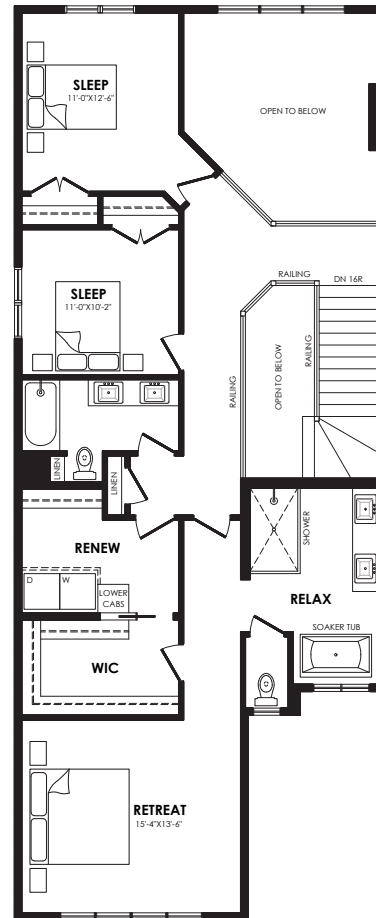 SLEEP
11'-0"X12'-6"
OPEN TO BELOW
SLEEP
11'-0"X10'-2"
RAILING
DN 16R
RAILING
OPEN TO BELOW
RAILING
LINEN
LINEN
RENEW
D
W
LOWER
CABS
SHOWER
RELAX
SOAKER TUB
WIC
RETREAT
15'-4"X13'-6"